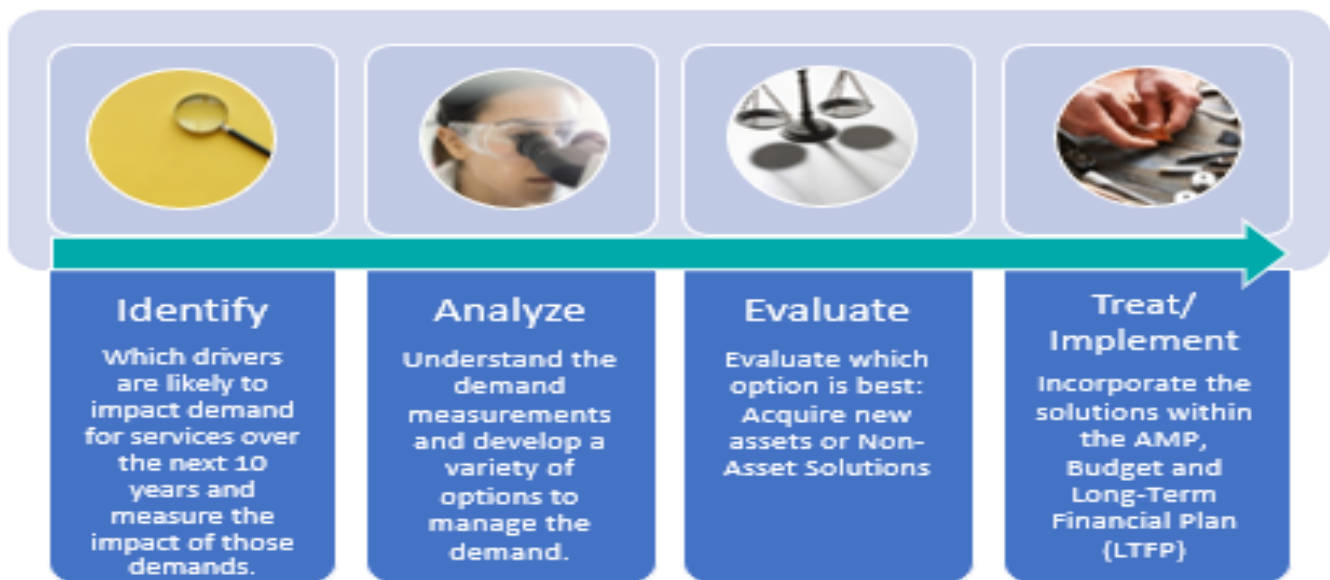 Identify
Which drivers
are likely to
impact demand
for services over
the next 10
years and
measure the
impact of those
demands.
Analyze
Understand the
demand
measurements
and develop a
variety of
options to
manage the
demand.
Evaluate
Evaluate which
option is best:
Acquire new
assets or Non-
Asset Solutions
Treat/
Implement
Incorporate the
solutions within
the AMP,
Budget and
Long-Term
Financial Plan
(LTFP)